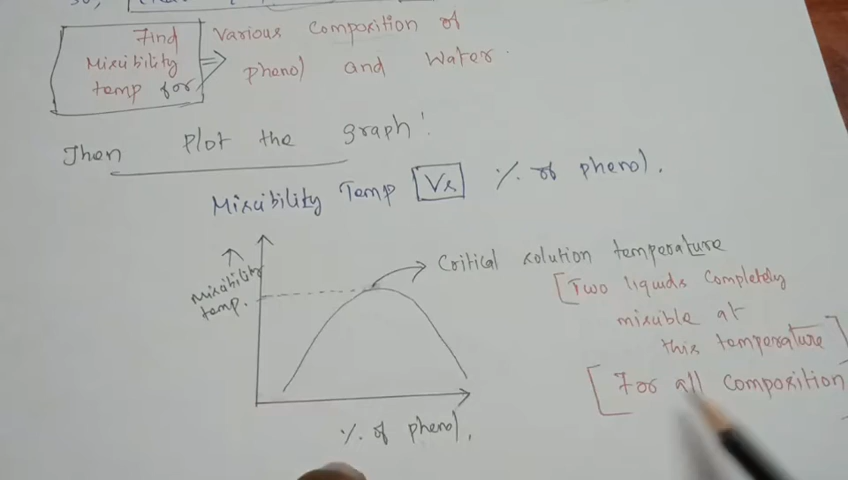 Find
Miscibility
temp for
Various Composition of
phenol and Water.
Then Plot the graph!
Miscibility Temp Vs % of phenol.
Miscibility
temp.
Critical solution temperature
[Two liquids completely
miscible at
this temperature]
[For all composition
% of phenol.